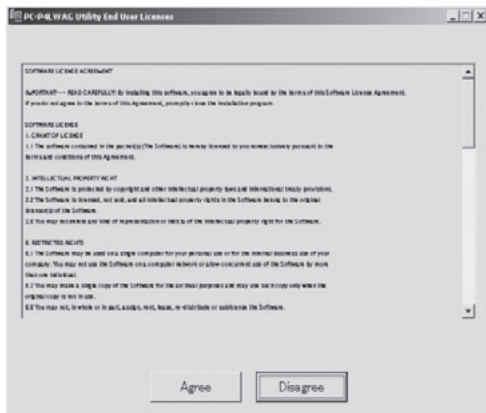 PC-P4LWAG Utility End User Licenses
SOFTWARE LICENSE AGREEMENT
IMPORTANT--- READ CAREFULLY!! By installing this software, you agree to be legally bound by the terms of this Software License Agreement.
If you do not agree to the terms of this Agreement, promptly close the installation program.
SOFTWARE LICENSE
1. GRANT OF LICENSE
1.1 The software contained in the packet(s)(The Software) is hereby licensed to you nonexclusively pursuant to the
terms and conditions of this Agreement.
2. INTELLECTUAL PROPERTY RIGHT
2.1 The Software is protected by copyright and other intellectual property laws and international treaty provisions.
2.2 The Software is licensed, not sold, and all intellectual property rights in the Software belong to the original
licensor(s) of the Software.
2.3 You may not delete any kind of representation or indicia of the intellectual property right for the Software.
3. RESTRICTED RIGHTS
3.1 The Software may be used on a single computer for your personal use or for the internal business use of your
company. You may not use the Software on a computer network or allow concurrent use of the Software by more
than one individual.
3.2 You may make a single copy of the Software for the archival purposes and may use such copy only when the
original copy is not in use.
3.3 You may not, in whole or in part, assign, rent, lease, re-distribute or sublicense the Software.
Agree
Disagree